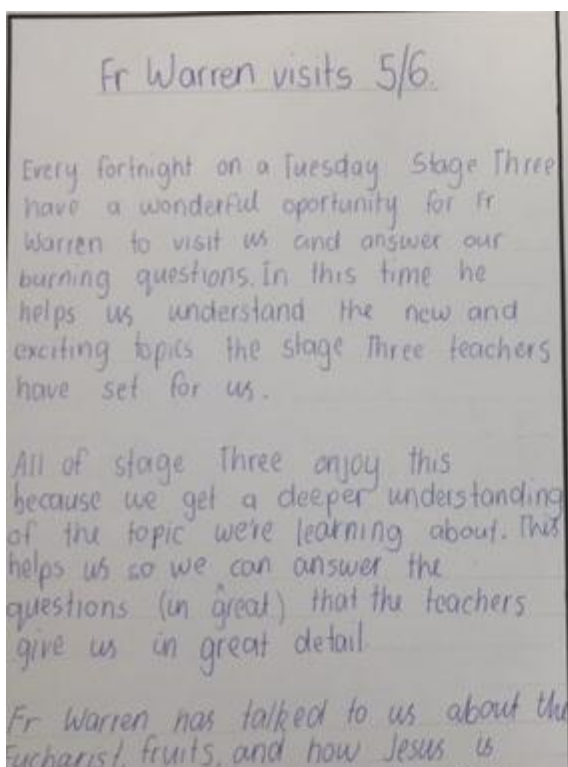 Fr Warren visits 5/6.
Every fortnight on a Tuesday Stage Three
have a wonderful oportunity for Fr
Warren to visit us and answer our
burning questions. In this time he
helps us understand the new and
exciting topics the stage Three teachers
have set for us.
All of stage Three enjoy this
because we get a deeper understanding
of the topic we're learning about. This
helps us so we can answer the
questions (in great) that the teachers
give us in great detail.
Fr Warren has talked to us about the
Eucharist, fruits, and how Jesus is